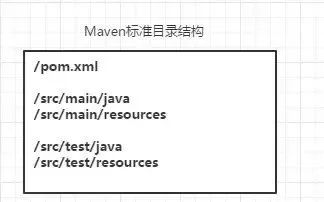 Maven标准目录结构
/pom.xml
/src/main/java
/src/main/resources
/src/test/java
/src/test/resources